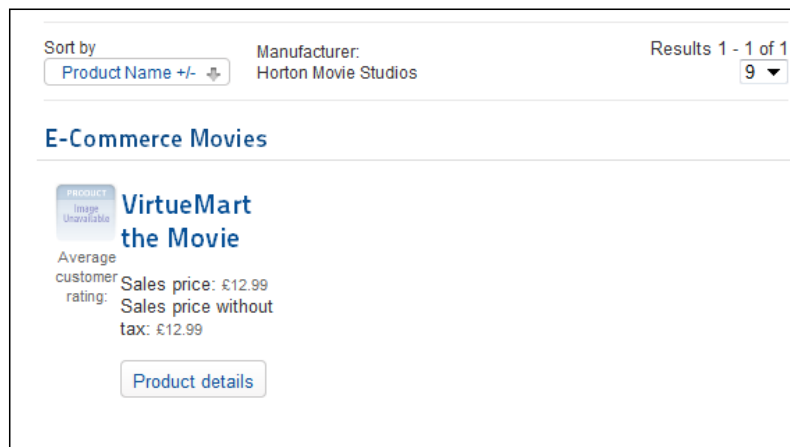 Sort by
Product Name +/-
Manufacturer:
Horton Movie Studios
Results 1 - 1 of 1
9
E-Commerce Movies
PRODUCT
Image
Unavailable
Average
customer
rating:
VirtueMart
the Movie
Sales price: £12.99
Sales price without
tax: £12.99
Product details